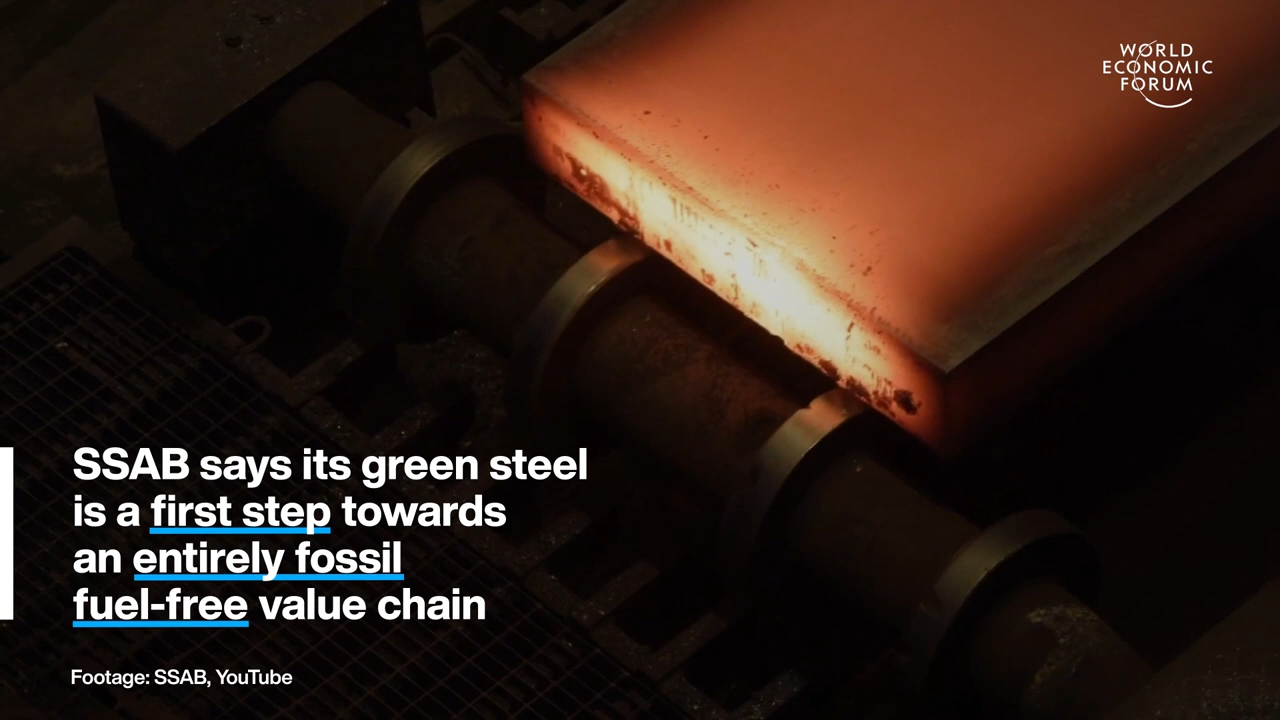 WORLD
ECONOMIC
FORUM
SSAB says its green steel
is a first step towards
an entirely fossil
fuel-free value chain
Footage: SSAB, YouTube